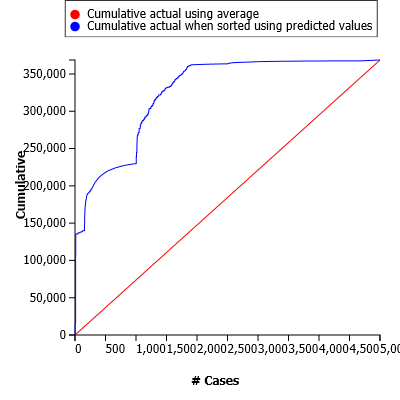 Cumulative actual using average
Cumulative actual when sorted using predicted values
350,000
300,000
250,000
200,000
150,000
100,000
50,000
0
Cumulative
0 500 1,000 1,500 2,000 2,500 3,000 3,500 4,000 4,500 5,00
# Cases